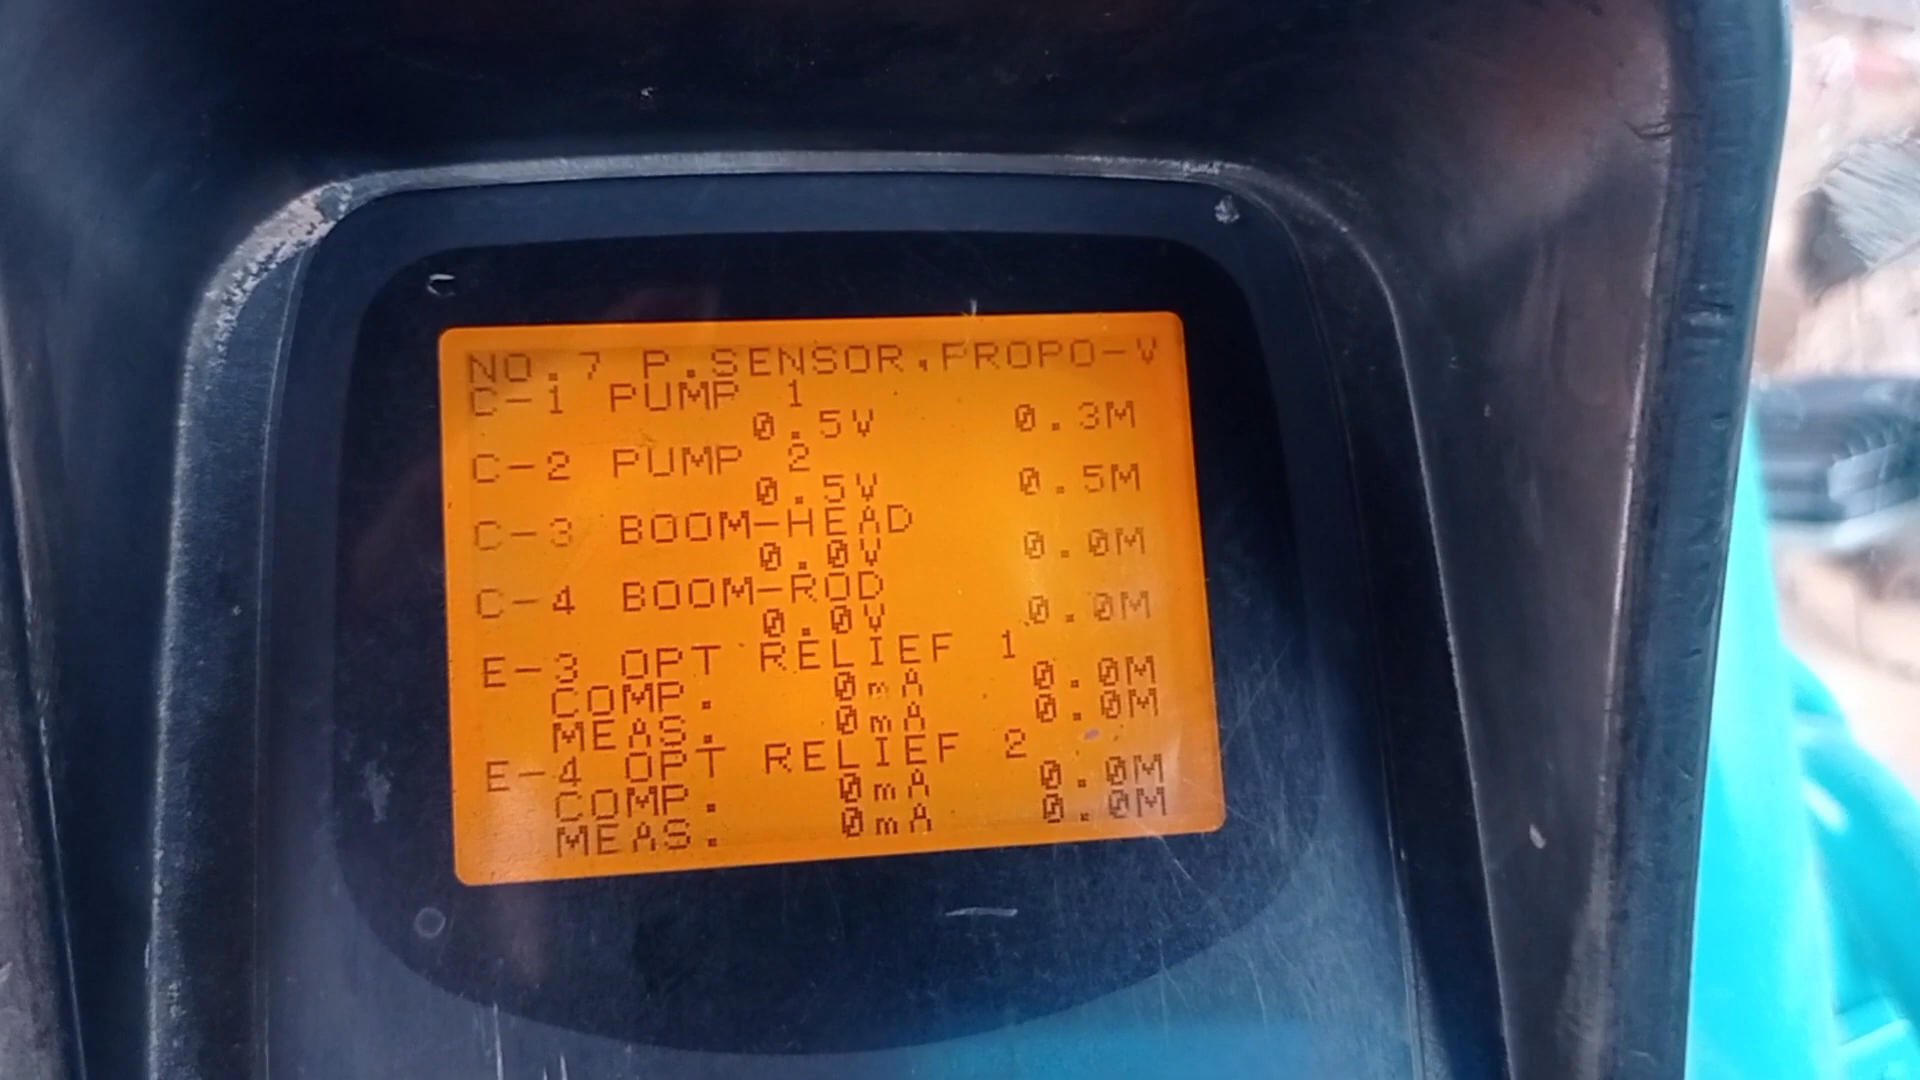 NO.7 P.SENSOR,PROPO-V
C-1 PUMP 1
0.5V 0.3M
C-2 PUMP 2
0.5V 0.5M
C-3 BOOM-HEAD
0.0V 0.0M
C-4 BOOM-ROD
0.0V 0.0M
E-3 OPT RELIEF 1
COMP. 0mA 0.0M
MEAS. 0mA 0.0M
E-4 OPT RELIEF 2
COMP. 0mA 0.0M
MEAS. 0mA 0.0M